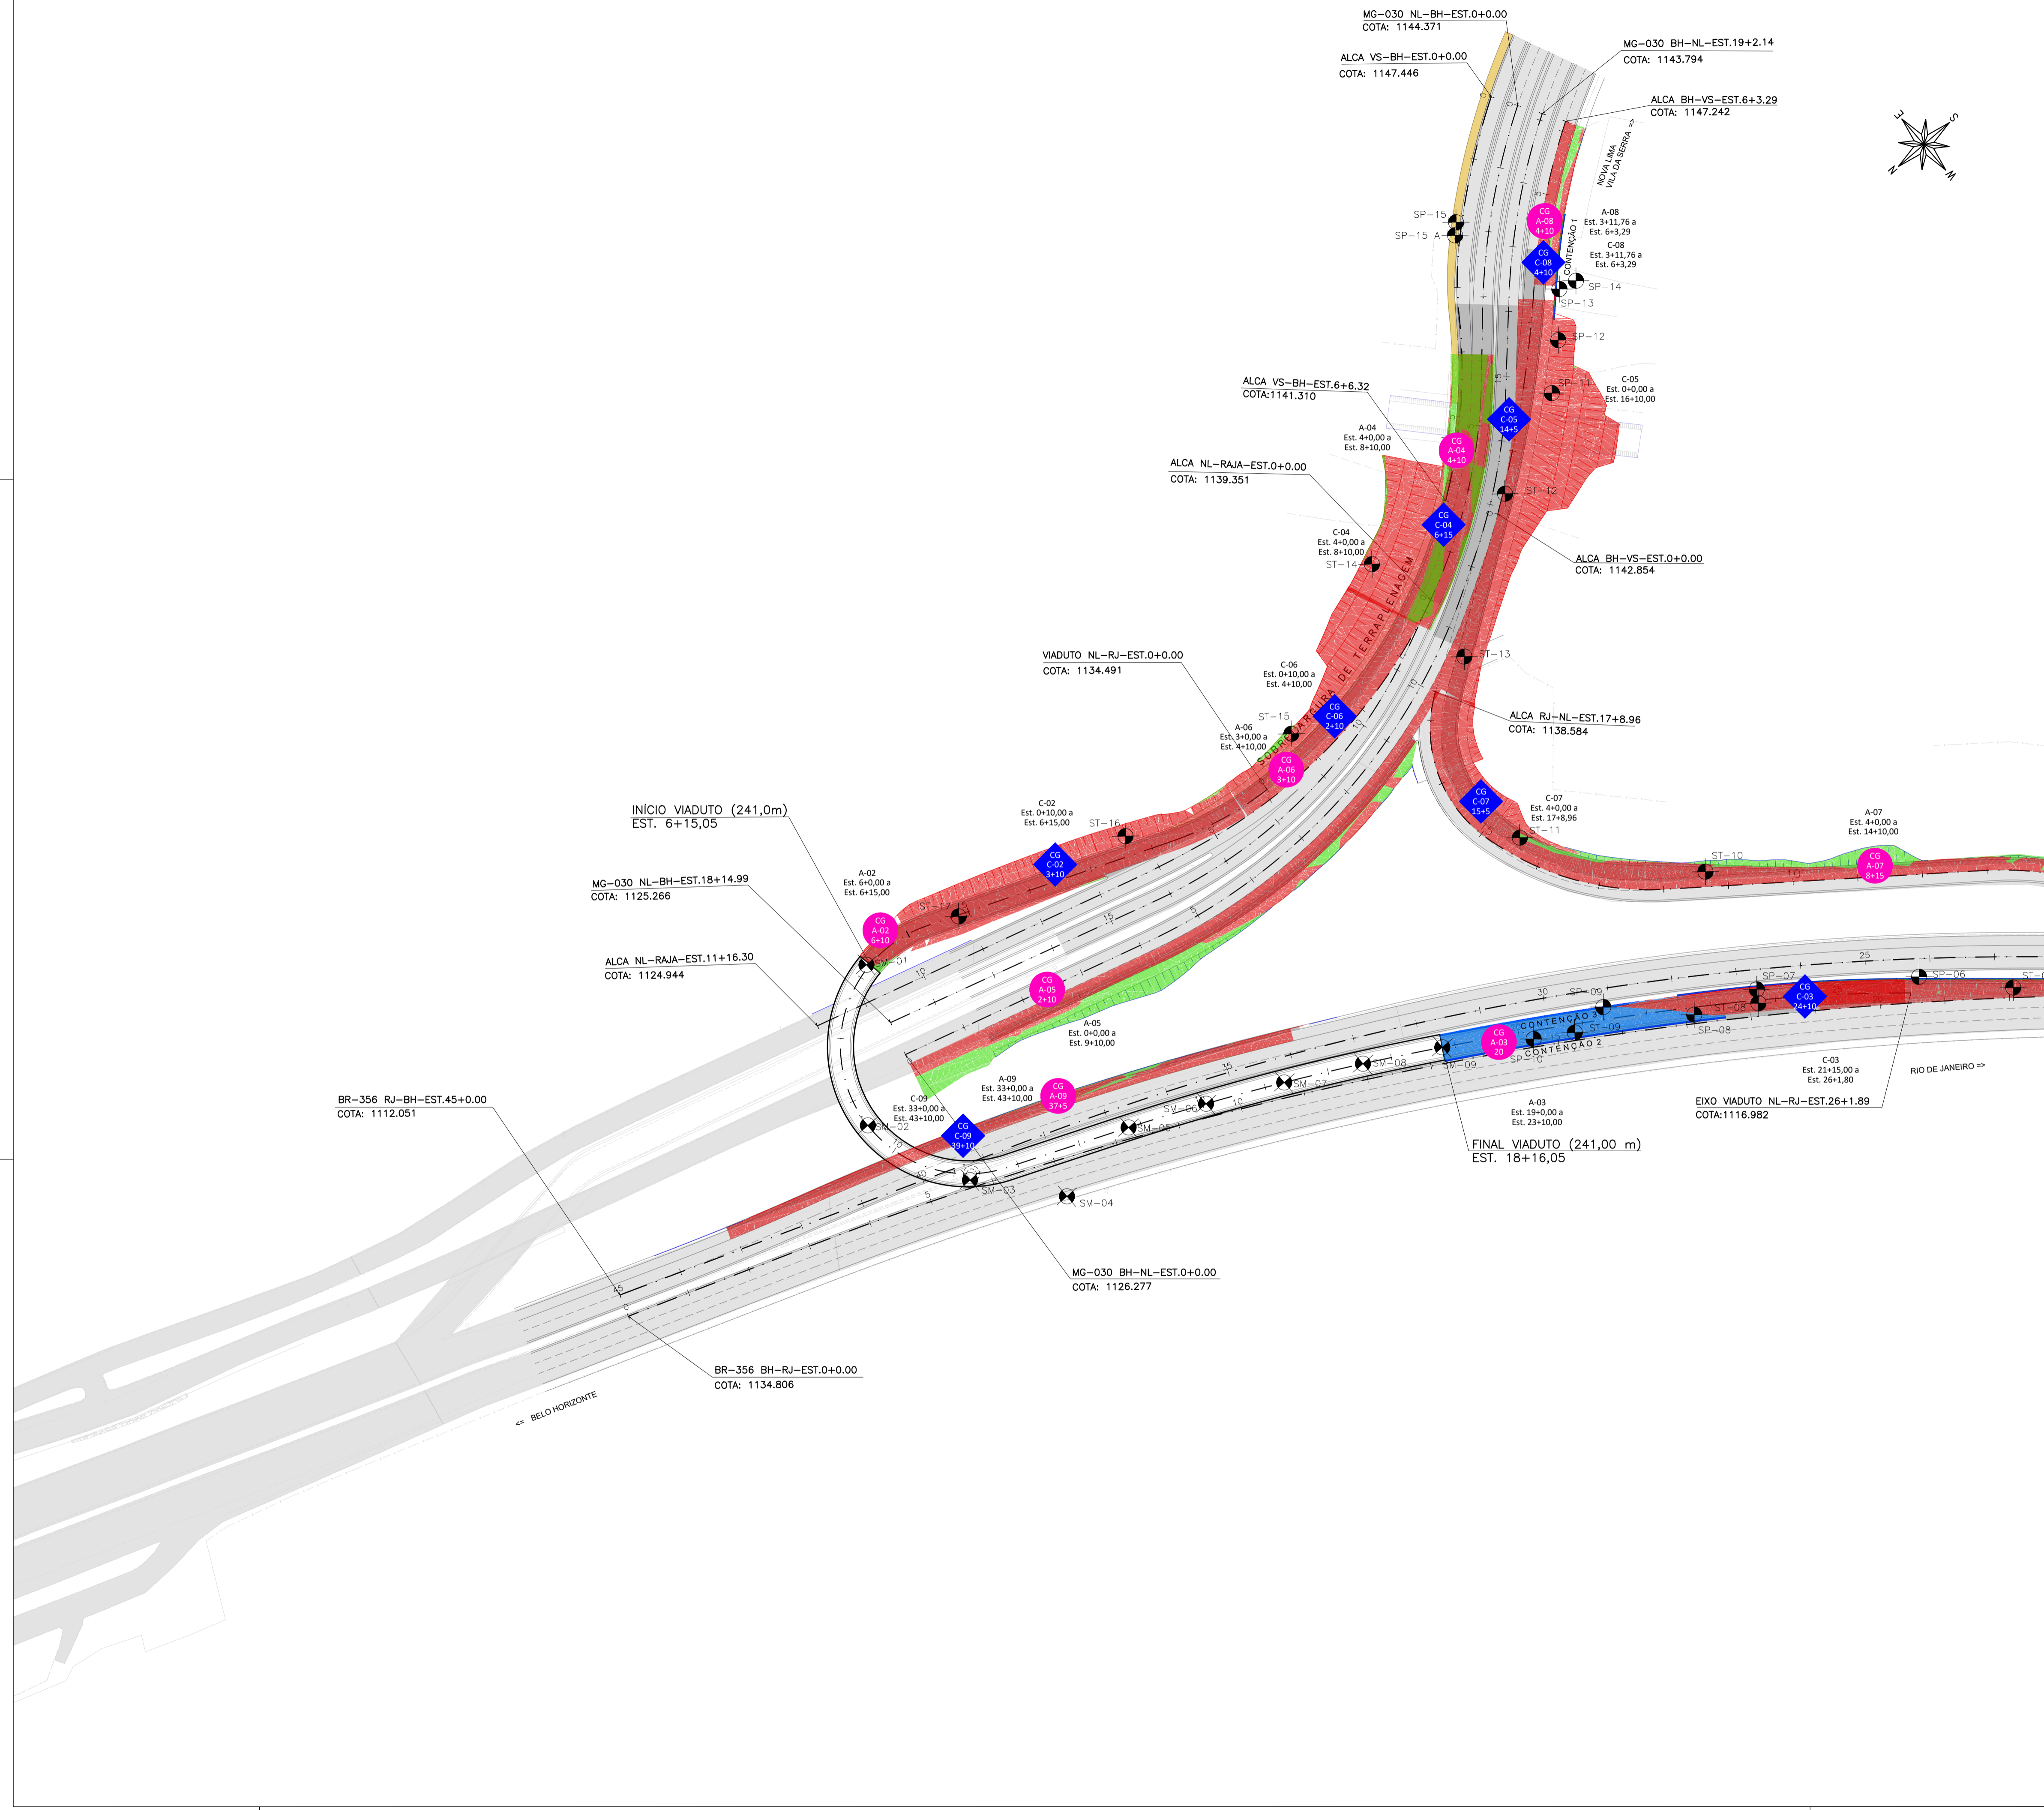 MG-030 NL-BH-EST.0+0.00
COTA: 1144.371
MG-030 BH-NL-EST.19+2.14
COTA: 1143.794
ALCA VS-BH-EST.0+0.00
COTA: 1147.446
ALCA BH-VS-EST.6+3.29
COTA: 1147.242
S
E
N
W
NOVA LIMA
VILA DA SERRA =>
0
0
5
SP-15
SP-15 A
CG
A-08
4+10
A-08
Est. 3+11,76 a
Est. 6+3,29
CG
C-08
4+10
C-08
Est. 3+11,76 a
Est. 6+3,29
CONTENÇÃO 1
SP-14
SP-13
SP-12
SP-11
15
C-05
Est. 0+0,00 a
Est. 16+10,00
CG
C-05
14+5
ALCA VS-BH-EST.6+6.32
COTA:1141.310
5
A-04
Est. 4+0,00 a
Est. 8+10,00
CG
A-04
4+10
ALCA NL-RAJA-EST.0+0.00
COTA: 1139.351
ST-12
0
CG
C-04
6+15
C-04
Est. 4+0,00 a
Est. 8+10,00
ST-14
ALCA BH-VS-EST.0+0.00
COTA: 1142.854
SOBRELARGURA DE TERRAPLENAGEM
VIADUTO NL-RJ-EST.0+0.00
COTA: 1134.491
ST-13
C-06
Est. 0+10,00 a
Est. 4+10,00
10
CG
C-06
2+10
10
ST-15
A-06
Est. 3+0,00 a
Est. 4+10,00
CG
A-06
3+10
ALCA RJ-NL-EST.17+8.96
COTA: 1138.584
CG
C-07
15+5
C-07
Est. 4+0,00 a
Est. 17+8,96
15
ST-11
A-07
Est. 4+0,00 a
Est. 14+10,00
CG
A-07
8+15
ST-10
10
INÍCIO VIADUTO (241,0m)
EST. 6+15,05
C-02
Est. 0+10,00 a
Est. 6+15,00
ST-16
5
CG
C-02
3+10
MG-030 NL-BH-EST.18+14.99
COTA: 1125.266
A-02
Est. 6+0,00 a
Est. 6+15,00
ST-17
CG
A-02
6+10
15
5
SM-01
10
ALCA NL-RAJA-EST.11+16.30
COTA: 1124.944
CG
A-05
2+10
A-05
Est. 0+0,00 a
Est. 9+10,00
0
25
SP-06
SP-07
CG
C-03
24+10
30
SP-09
ST-08
SP-08
CONTENÇÃO 3
ST-09
CONTENÇÃO 2
CG
A-03
20
SP-10
SM-09
SM-08
SM-07
35
SM-06
10
SM-05
A-09
Est. 33+0,00 a
Est. 43+10,00
CG
A-09
37+5
C-09
Est. 33+0,00 a
Est. 43+10,00
CG
C-09
39+10
C-03
Est. 21+15,00 a
Est. 26+1,80
RIO DE JANEIRO =>
EIXO VIADUTO NL-RJ-EST.26+1.89
COTA:1116.982
A-03
Est. 19+0,00 a
Est. 23+10,00
FINAL VIADUTO (241,00 m)
EST. 18+16,05
BR-356 RJ-BH-EST.45+0.00
COTA: 1112.051
SM-02
10
40
5
SM-03
SM-04
45
0
MG-030 BH-NL-EST.0+0.00
COTA: 1126.277
BR-356 BH-RJ-EST.0+0.00
COTA: 1134.806
<= BELO HORIZONTE